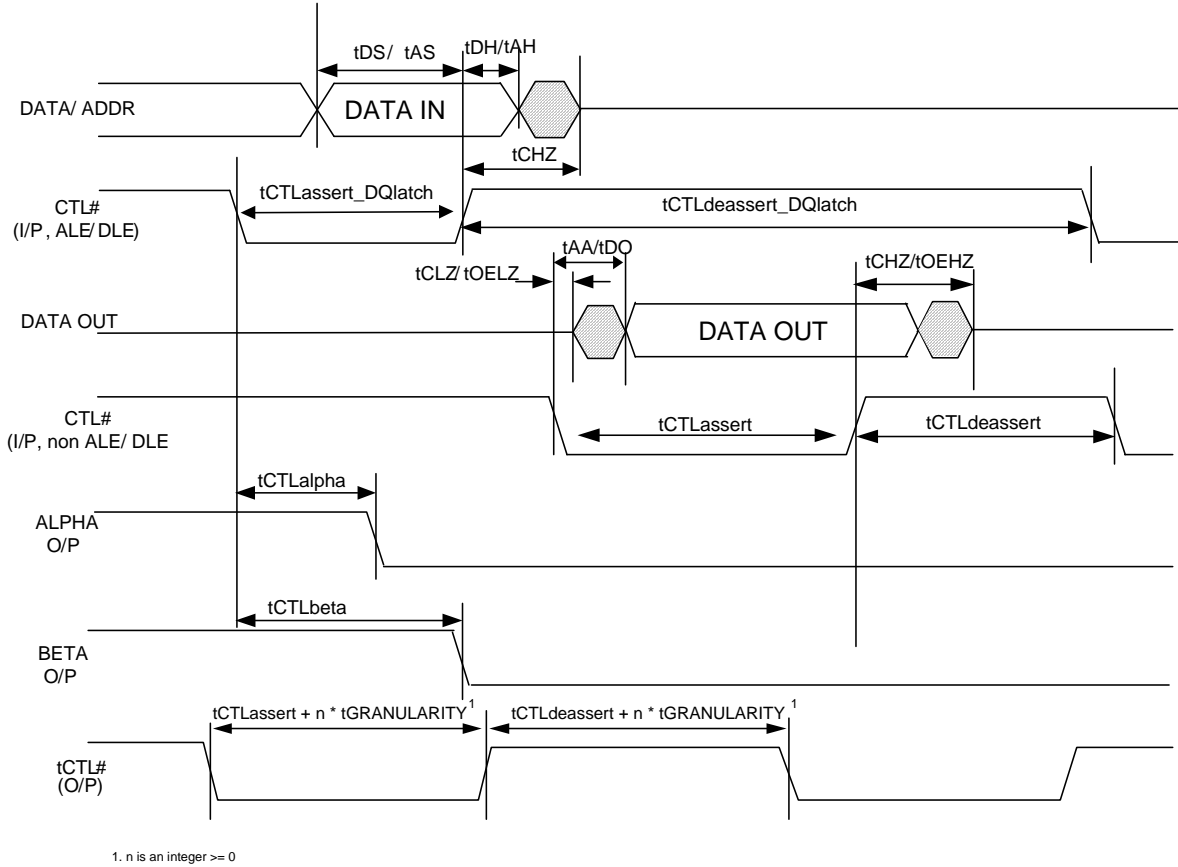 tDS/ tAS
tDH/tAH
DATA/ ADDR
DATA IN
tCHZ
CTL#
(I/P, ALE/ DLE)
tCTLassert_DQlatch
tCTLdeassert_DQlatch
tAA/tDO
tCLZ/ tOELZ
tCHZ/tOEHZ
DATA OUT
DATA OUT
CTL#
(I/P, non ALE/ DLE
tCTLassert
tCTLdeassert
tCTLalpha
ALPHA
O/P
tCTLbeta
BETA
O/P
tCTLassert + n * tGRANULARITY 1
tCTLdeassert + n * tGRANULARITY 1
tCTL#
(O/P)
1. n is an integer >= 0